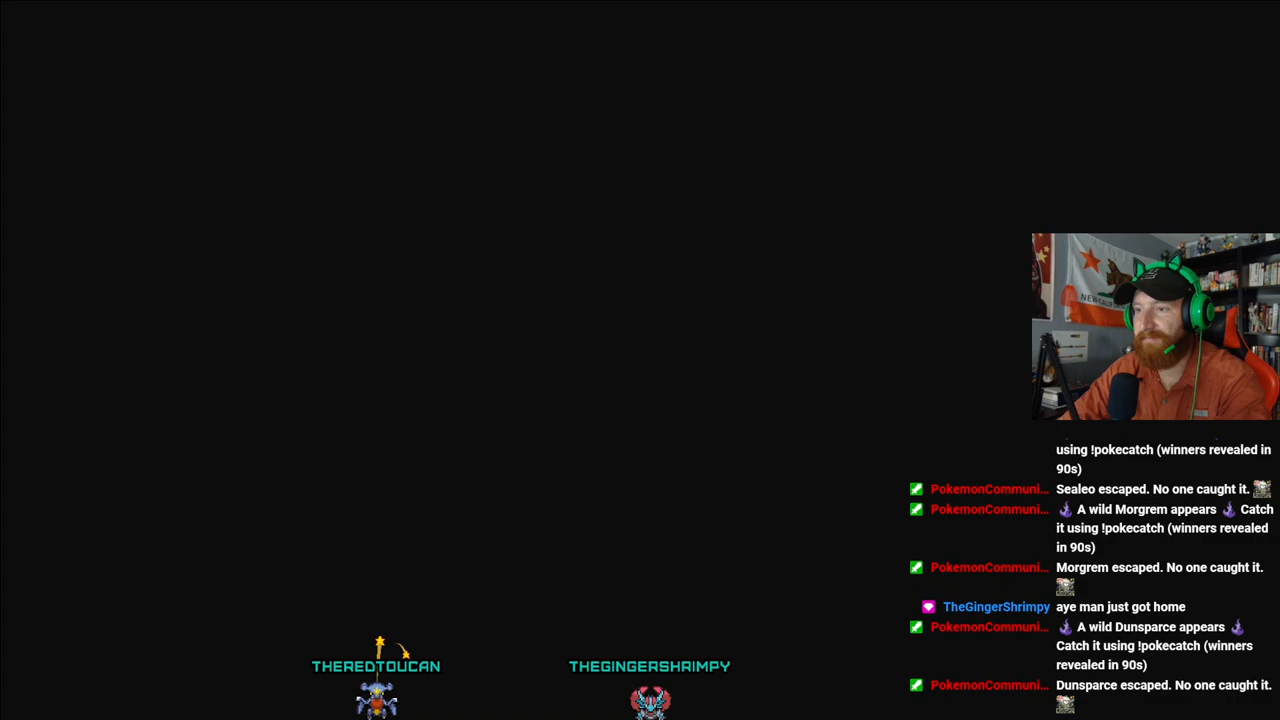 using !pokecatch (winners revealed in
90s)
PokemonCommuni... Sealeo escaped. No one caught it.
PokemonCommuni... A wild Morgrem appears Catch
it using !pokecatch (winners revealed
in 90s)
PokemonCommuni... Morgrem escaped. No one caught it.
TheGingerShrimpy aye man just got home
PokemonCommuni... A wild Dunsparce appears
Catch it using !pokecatch (winners
revealed in 90s)
PokemonCommuni... Dunsparce escaped. No one caught it.
THEREDTOUCAN
THEGINGERSHRIMPY